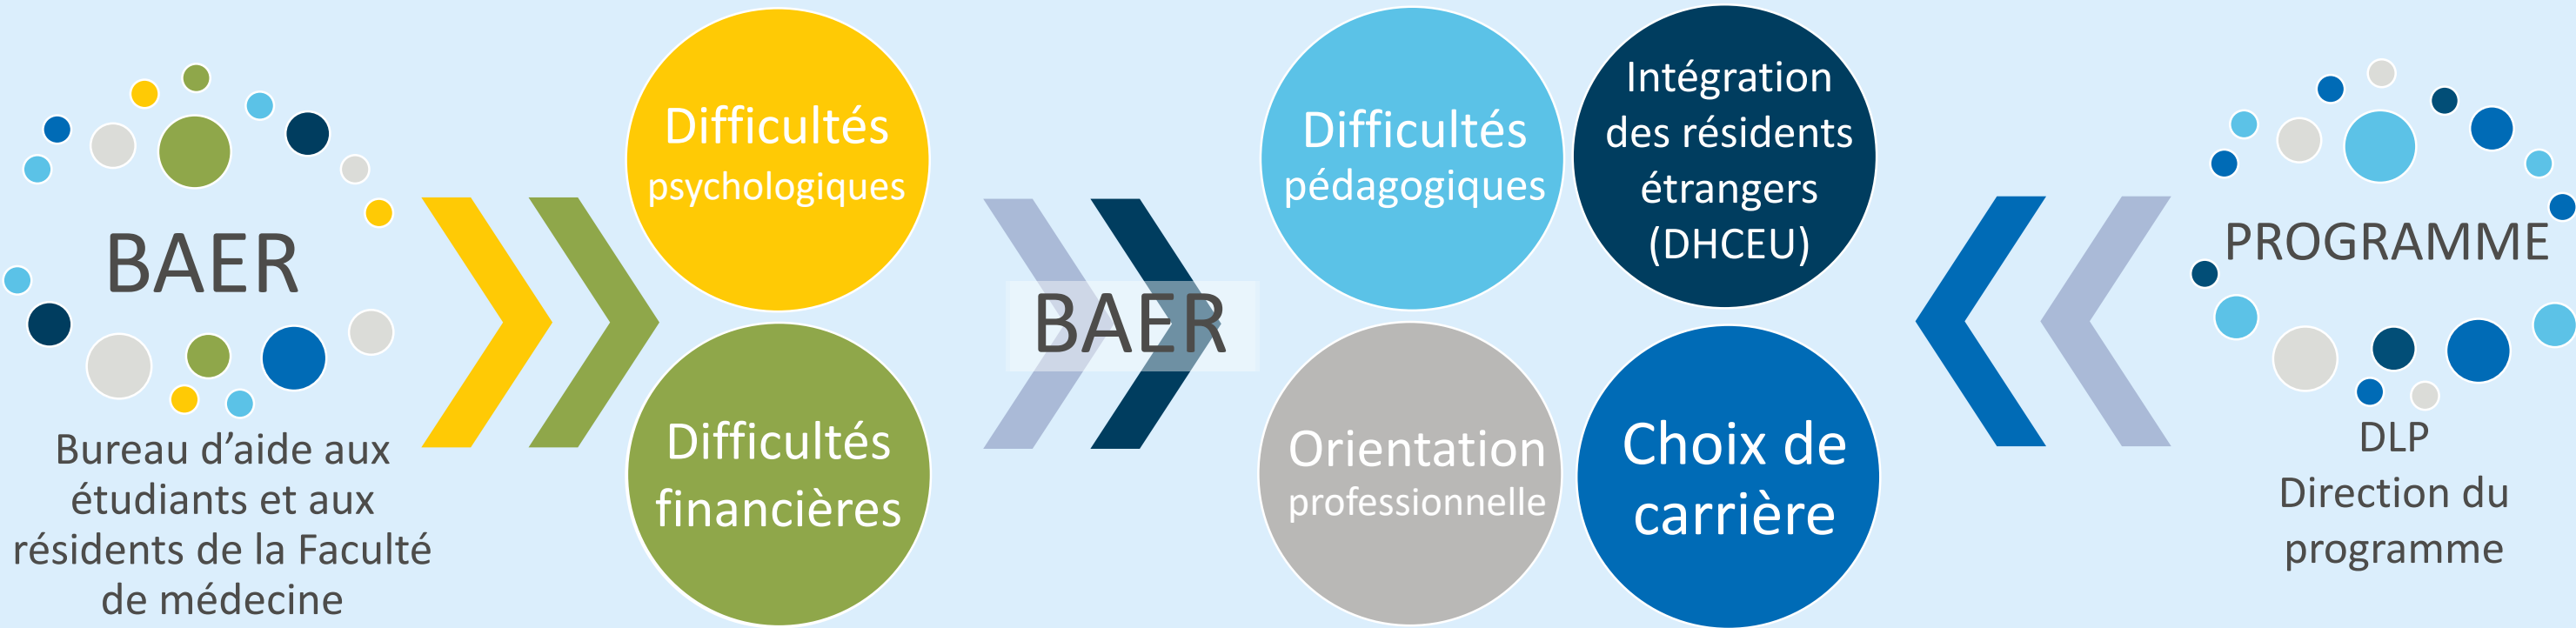 BAER
Bureau d’aide aux
étudiants et aux
résidents de la Faculté
de médecine
Difficultés
psychologiques
Difficultés
financières
BAER
Difficultés
pédagogiques
Intégration
des résidents
étrangers
(DHCEU)
Orientation
professionnelle
Choix de
carrière
PROGRAMME
DLP
Direction du
programme